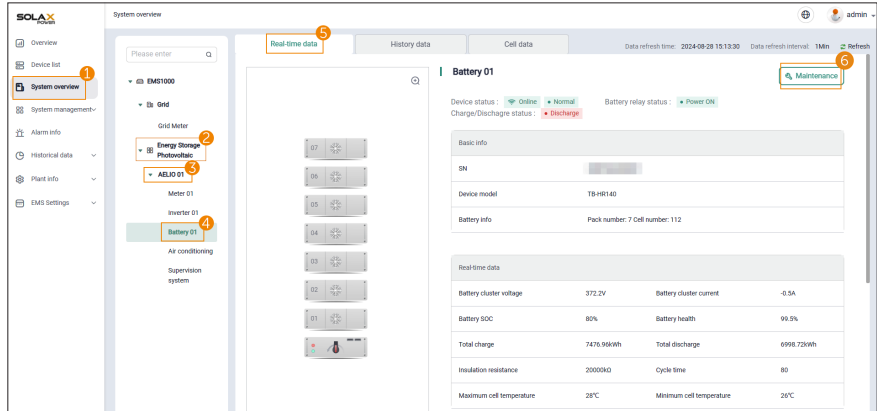 SOLAX
POWER
System overview
admin
Overview
Device list
1
System overview
System management
Alarm info
Historical data
Plant info
EMS Settings
Please enter
EMS1000
Grid
Grid Meter
2
Energy Storage
Photovoltaic
3
AELIO 01
Meter 01
Inverter 01
4
Battery 01
Air conditioning
Supervision
system
5
Real-time data
History data
Cell data
Data refresh time: 2024-08-28 15:13:30 Data refresh interval: 1Min Refresh
07
06
05
04
03
02
01
6
Battery 01
Maintenance
Device status : Online • Normal Battery relay status : • Power ON
Charge/Dischagre status : • Discharge
Basic info
SN
Device model TB-HR140
Battery info Pack number: 7 Cell number: 112
Real-time data
Battery cluster voltage 372.2V Battery cluster current -0.5A
Battery SOC 80% Battery health 99.5%
Total charge 7476.96kWh Total discharge 6998.72kWh
Insulation resistance 20000kΩ Cycle time 80
Maximum cell temperature 28℃ Minimum cell temperature 26℃